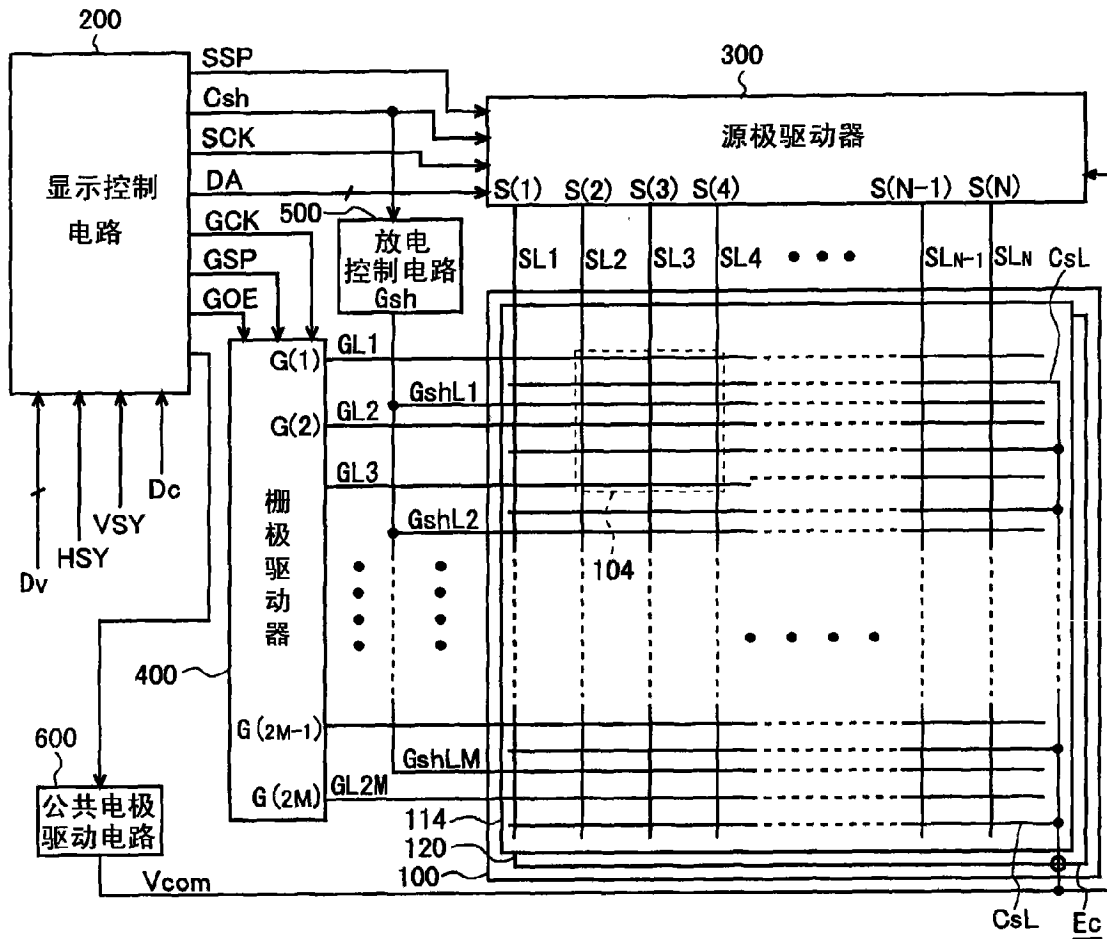 200
SSP
Csh
SCK
DA
GCK
GSP
GOE
显示控制
电路
300
源极驱动器
S(1) S(2) S(3) S(4) S(N-1) S(N)
500
放电
控制电路
Gsh
SL1 SL2 SL3 SL4 SLN-1 SLN CsL
G(1) GL1
GshL1
G(2) GL2
GL3
GshL2
104
Dv HSY VSY Dc
栅极驱动器
400
G(2M-1)
GshLM
G(2M) GL2M
600
公共电极
驱动电路
114
120
100
Vcom
CsL
Ec